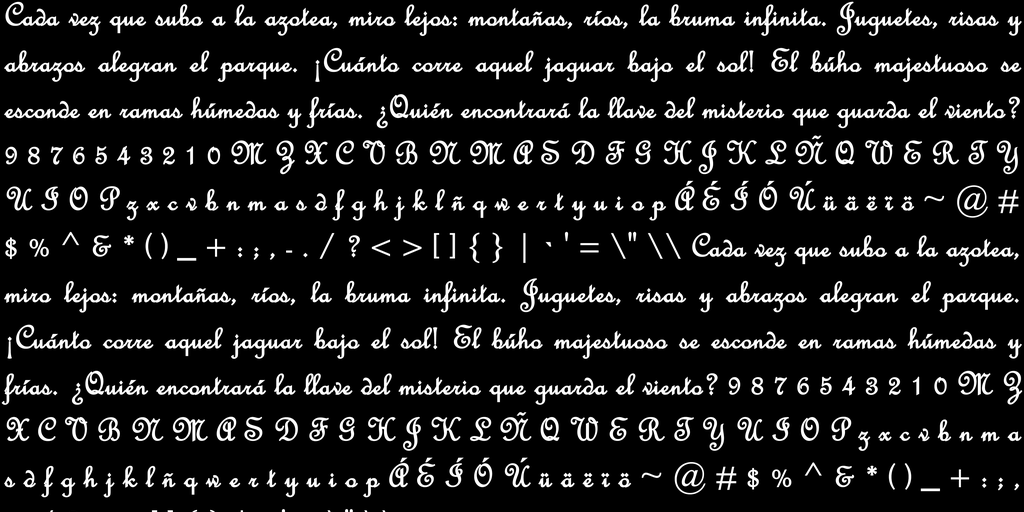 Cada vez que subo a la azotea, miro lejos: montañas, ríos, la bruma infinita. Juguetes, risas y
abrazos alegran el parque. ¡Cuánto corre aquel jaguar bajo el sol! El búho majestuoso se
esconde en ramas húmedas y frías. ¿Quién encontrará la llave del misterio que guarda el viento?
9 8 7 6 5 4 3 2 1 0 M Z X C V B N M A S D F G H J K L Ñ Q W E R T Y
U I O P z x c v b n m a s d f g h j k l ñ q w e r t y u i o p Á É Í Ó Ú ü ä ë ï ö ~ @ #
$ % ^ & * ( ) _ + : ; , - . / ? < > [ ] { } | ` ' = \" \\ Cada vez que subo a la azotea,
miro lejos: montañas, ríos, la bruma infinita. Juguetes, risas y abrazos alegran el parque.
¡Cuánto corre aquel jaguar bajo el sol! El búho majestuoso se esconde en ramas húmedas y
frías. ¿Quién encontrará la llave del misterio que guarda el viento? 9 8 7 6 5 4 3 2 1 0 M Z
X C V B N M A S D F G H J K L Ñ Q W E R T Y U I O P z x c v b n m a
s d f g h j k l ñ q w e r t y u i o p Á É Í Ó Ú ü ä ë ï ö ~ @ # $ % ^ & * ( ) _ + : ; ,